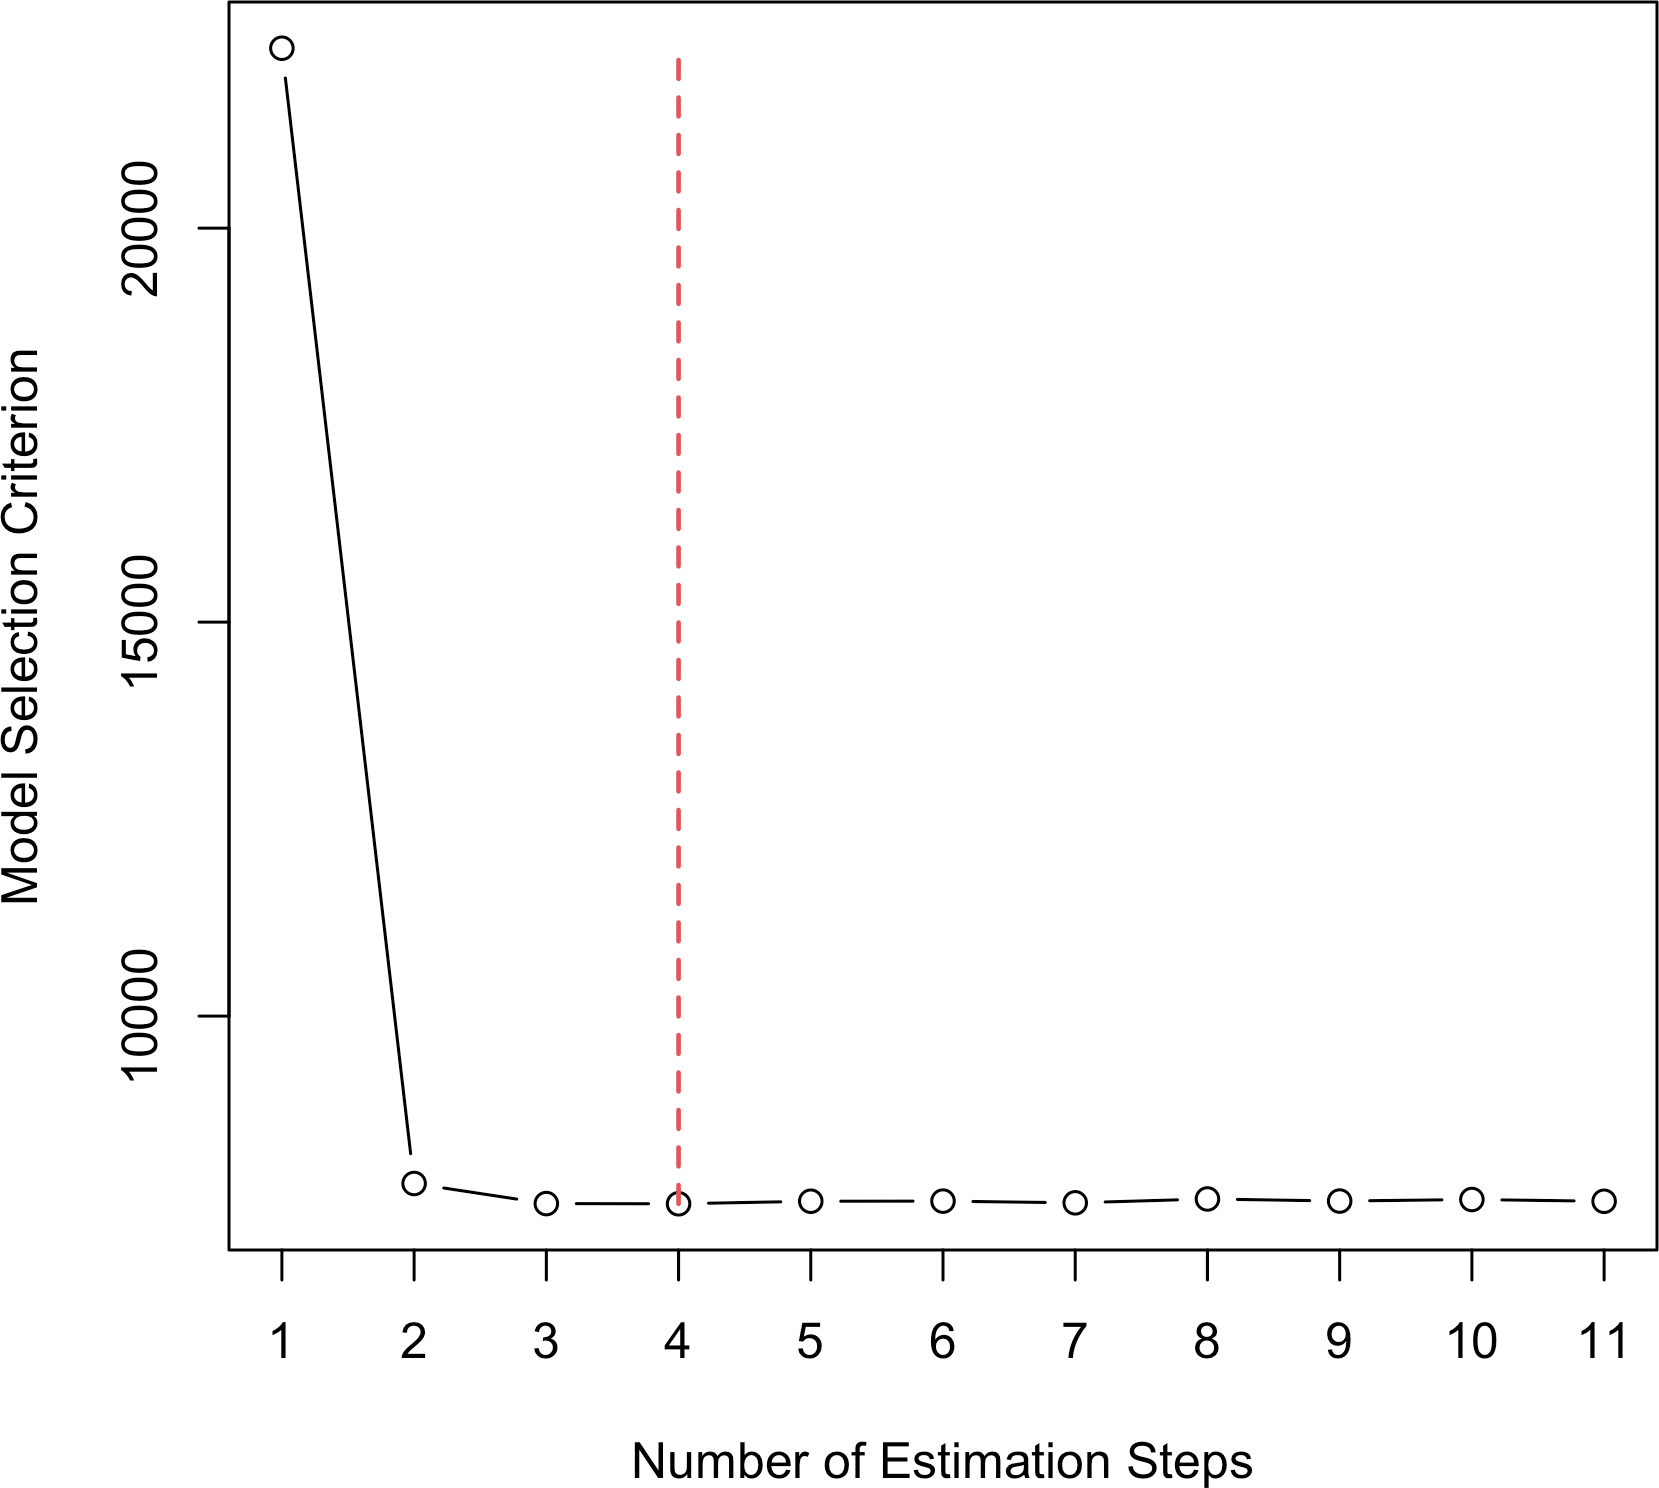 Model Selection Criterion
20000
15000
10000
1 2 3 4 5 6 7 8 9 10 11
Number of Estimation Steps